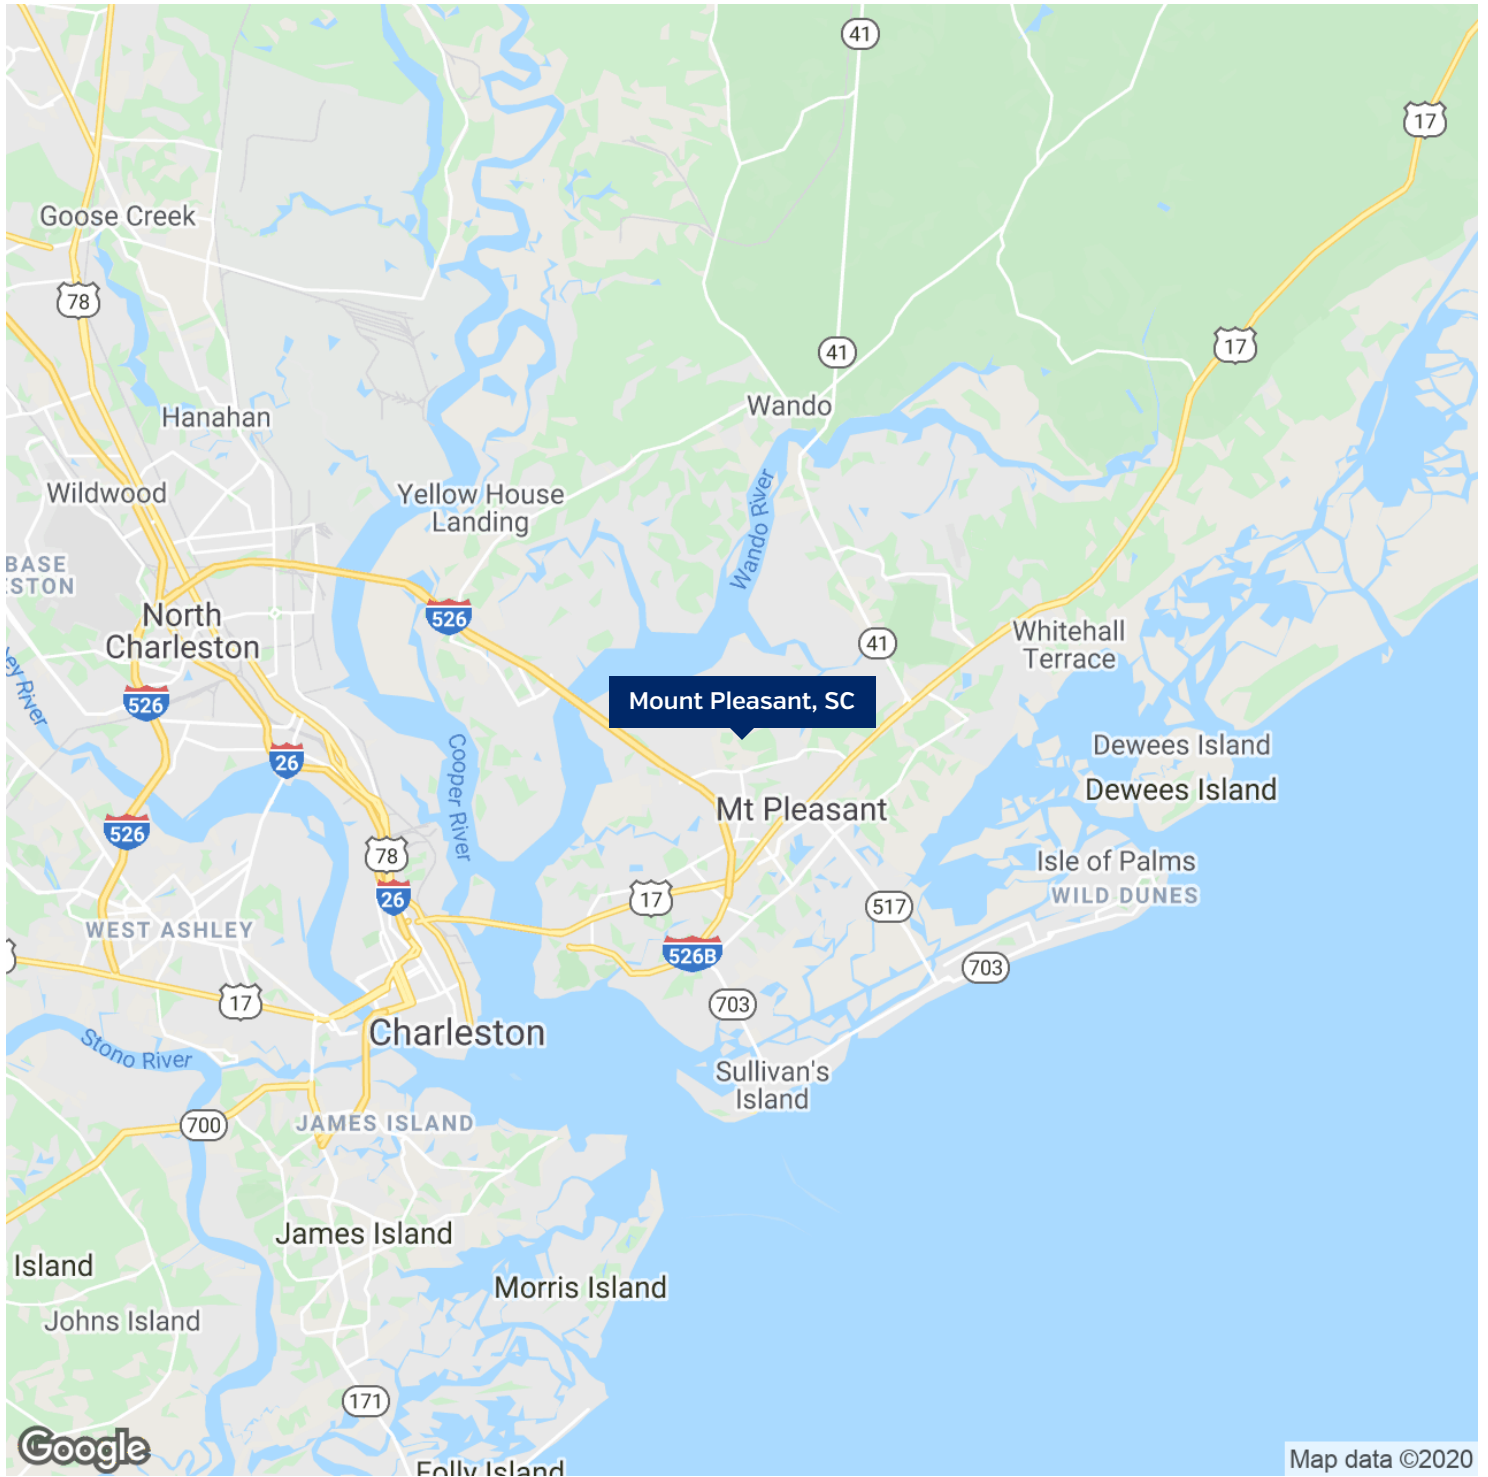 41
17
Goose Creek
78
17
41
Wando
Hanahan
Wildwood
Yellow House
Landing
Wando River
BASE
STON
North
Charleston
526
41
Whitehall
Terrace
ey River
526
Mount Pleasant, SC
26
Cooper River
Dewees Island
Dewees Island
Mt Pleasant
526
78
Isle of Palms
WILD DUNES
26
17
517
WEST ASHLEY
526B
703
17
703
Charleston
Stono River
Sullivan's
Island
700
JAMES ISLAND
James Island
Island
Morris Island
Johns Island
171
Google
Folly Island
Map data ©2020